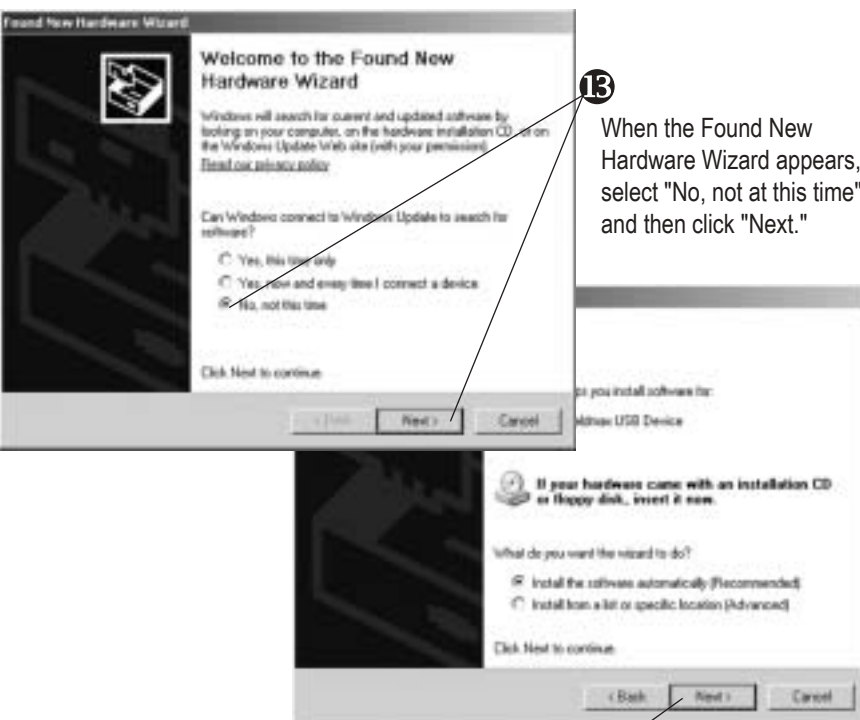 Found New Hardware Wizard
Welcome to the Found New
Hardware Wizard
Windows will search for current and updated software by
looking on your computer, on the hardware installation CD, or on
the Windows Update Web site (with your permission).
Read our privacy policy
Can Windows connect to Windows Update to search for
software?
Yes, this time only
Yes, now and every time I connect a device
No, not this time
Click Next to continue.
< Back
Next >
Cancel
13
When the Found New
Hardware Wizard appears,
select "No, not at this time"
and then click "Next."
ps you install software for:
USB Device
If your hardware came with an installation CD
or floppy disk, insert it now.
What do you want the wizard to do?
Install the software automatically (Recommended)
Install from a list or specific location (Advanced)
Click Next to continue.
< Back
Next >
Cancel